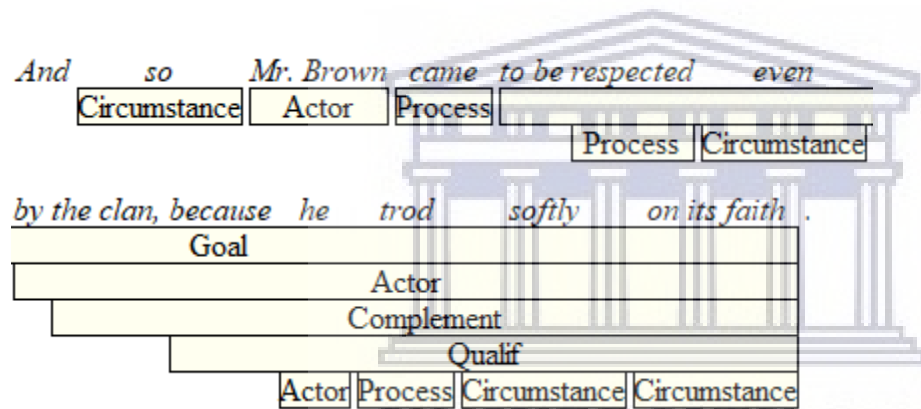 And so Mr. Brown came to be respected even
Circumstance Actor Process
Process Circumstance
by the clan, because he trod softly on its faith .
Goal
Actor
Complement
Qualif
Actor Process Circumstance Circumstance